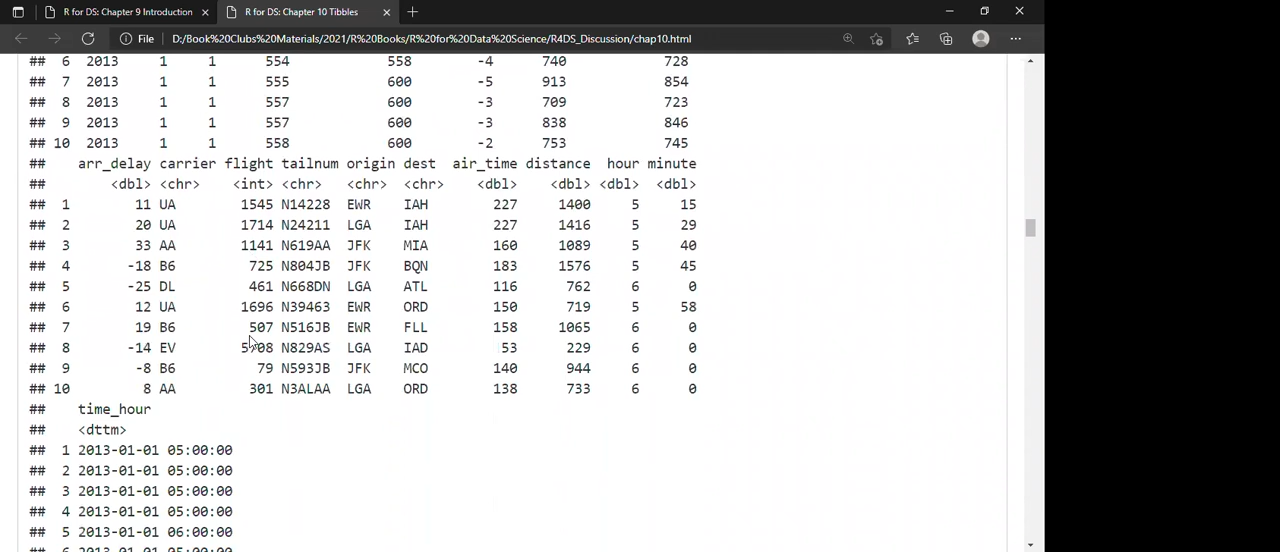 R for DS: Chapter 9 Introduction
R for DS: Chapter 10 Tibbles
File
D:/Book%20Clubs%20Materials/2021/R%20Books/R%20for%20Data%20Science/R4DS_Discussion/chap10.html
## 6 2013 1 1 554 558 -4 740 728
## 7 2013 1 1 555 600 -5 913 854
## 8 2013 1 1 557 600 -3 709 723
## 9 2013 1 1 557 600 -3 838 846
## 10 2013 1 1 558 600 -2 753 745
## arr_delay carrier flight tailnum origin dest air_time distance hour minute
## <dbl> <chr> <int> <chr> <chr> <chr> <dbl> <dbl> <dbl> <dbl>
## 1 11 UA 1545 N14228 EWR IAH 227 1400 5 15
## 2 20 UA 1714 N24211 LGA IAH 227 1416 5 29
## 3 33 AA 1141 N619AA JFK MIA 160 1089 5 40
## 4 -18 B6 725 N804JB JFK BQN 183 1576 5 45
## 5 -25 DL 461 N668DN LGA ATL 116 762 6 0
## 6 12 UA 1696 N39463 EWR ORD 150 719 5 58
## 7 19 B6 507 N516JB EWR FLL 158 1065 6 0
## 8 -14 EV 5708 N829AS LGA IAD 53 229 6 0
## 9 -8 B6 79 N593JB JFK MCO 140 944 6 0
## 10 8 AA 301 N3ALAA LGA ORD 138 733 6 0
## time_hour
## <dttm>
## 1 2013-01-01 05:00:00
## 2 2013-01-01 05:00:00
## 3 2013-01-01 05:00:00
## 4 2013-01-01 05:00:00
## 5 2013-01-01 06:00:00
## 6 2013-01-01 05:00:00